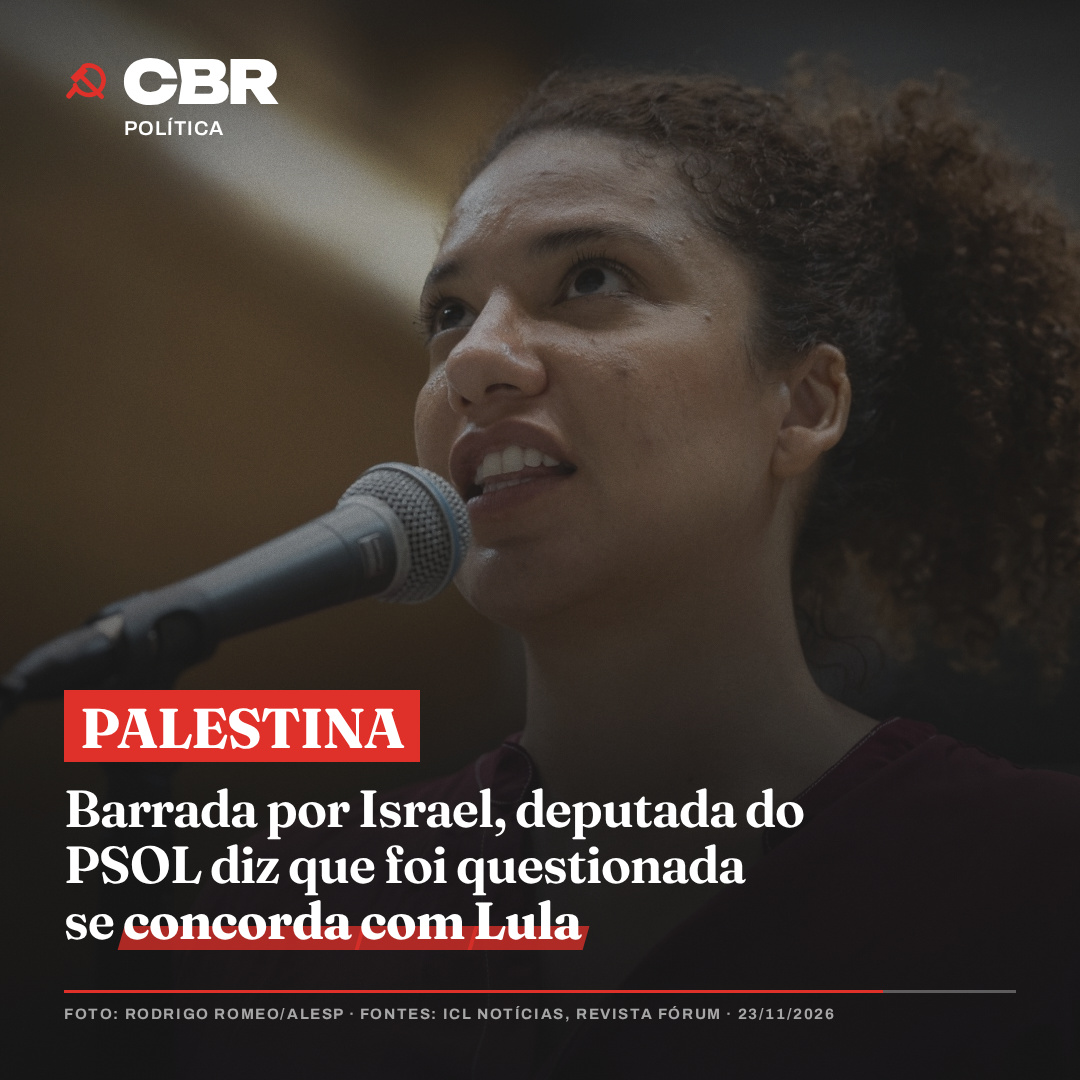 CBR
POLÍTICA
PALESTINA
Barrada por Israel, deputada do
PSOL diz que foi questionada
se concorda com Lula
FOTO: RODRIGO ROMEO/ALESP · FONTES: ICL NOTÍCIAS, REVISTA FÓRUM · 23/11/2026